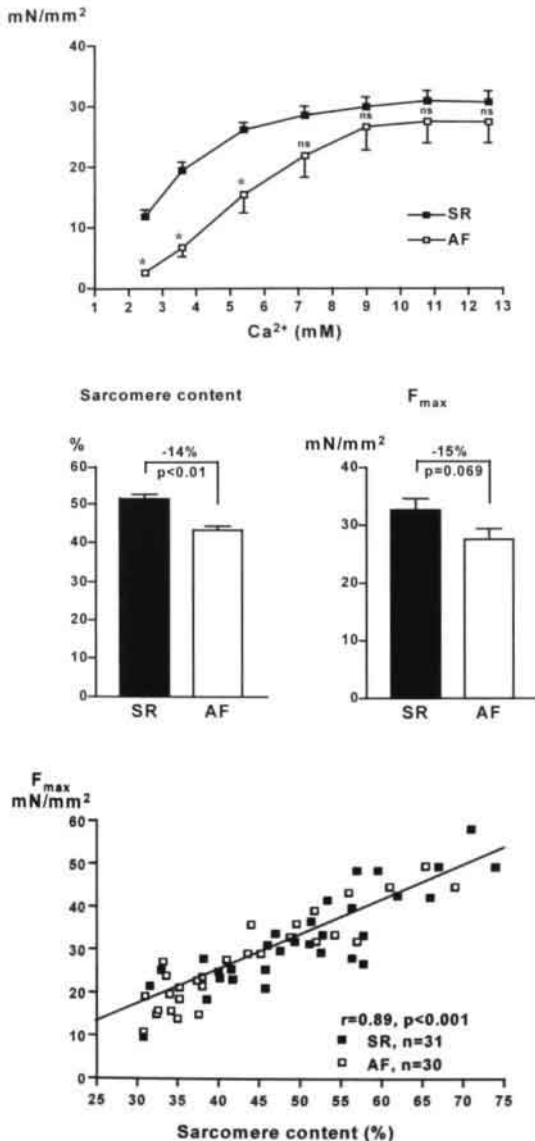 mN/mm²
40
30
20
10
0
* * * ns ns ns ns
SR
AF
1 2 3 4 5 6 7 8 9 10 11 12 13
Ca²⁺ (mM)
Sarcomere content
%
60
50
40
30
20
10
0
-14%
p<0.01
SR AF
Fmax
mN/mm²
40
30
20
10
0
-15%
p=0.069
SR AF
Fmax
mN/mm²
60
50
40
30
20
10
0
r=0.89, p<0.001
SR, n=31
AF, n=30
25 30 35 40 45 50 55 60 65 70 75
Sarcomere content (%)